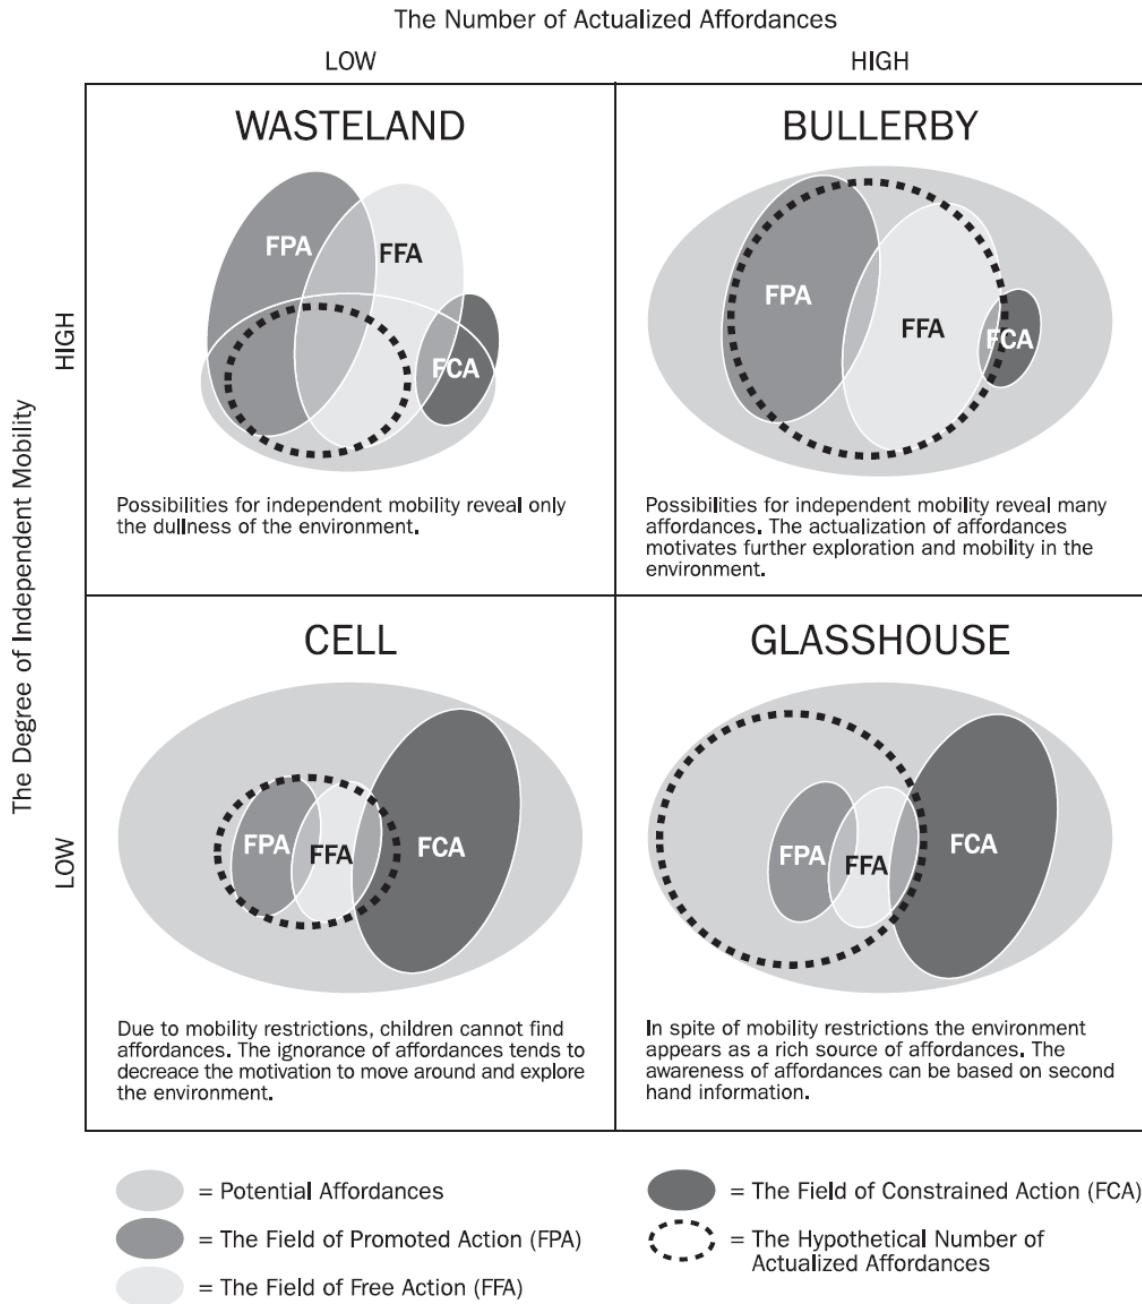 The Number of Actualized Affordances
LOW
HIGH
The Degree of Independent Mobility
HIGH
WASTELAND
FPA
FFA
FCA
Possibilities for independent mobility reveal only
the dullness of the environment.
BULLERBY
FPA
FFA
FCA
Possibilities for independent mobility reveal many
affordances. The actualization of affordances
motivates further exploration and mobility in the
environment.
LOW
CELL
FPA
FFA
FCA
Due to mobility restrictions, children cannot find
affordances. The ignorance of affordances tends to
decreace the motivation to move around and explore
the environment.
GLASSHOUSE
FPA
FFA
FCA
In spite of mobility restrictions the environment
appears as a rich source of affordances. The
awareness of affordances can be based on second
hand information.
= Potential Affordances
= The Field of Promoted Action (FPA)
= The Field of Free Action (FFA)
= The Field of Constrained Action (FCA)
= The Hypothetical Number of
Actualized Affordances